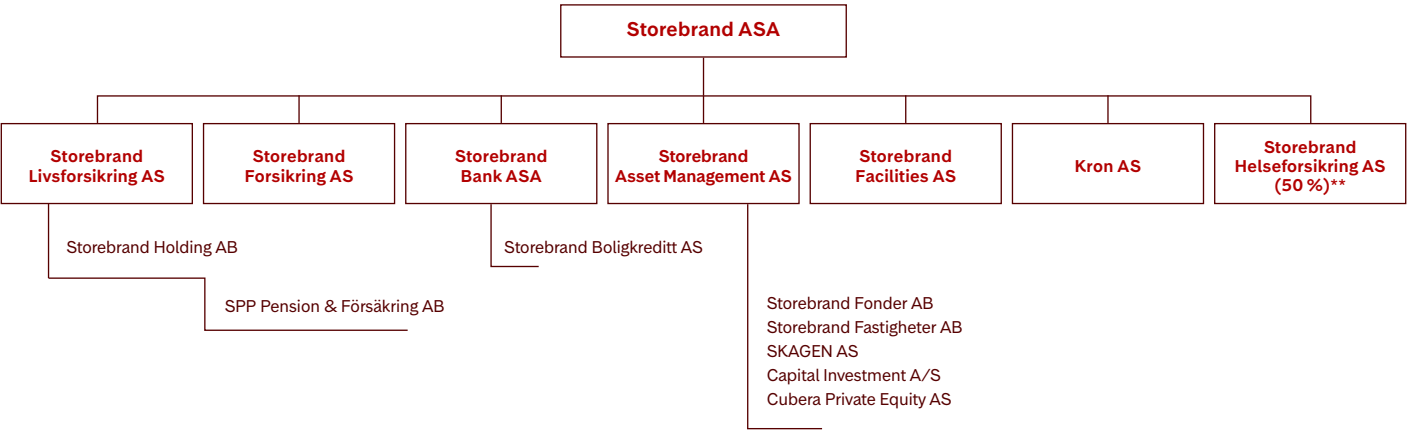 Storebrand ASA
Storebrand
Livsforsikring AS
Storebrand
Forsikring AS
Storebrand
Bank ASA
Storebrand
Asset Management AS
Storebrand
Facilities AS
Kron AS
Storebrand
Helseforsikring AS
(50 %)**
Storebrand Holding AB
SPP Pension & Försäkring AB
Storebrand Boligkreditt AS
Storebrand Fonder AB
Storebrand Fastigheter AB
SKAGEN AS
Capital Investment A/S
Cubera Private Equity AS